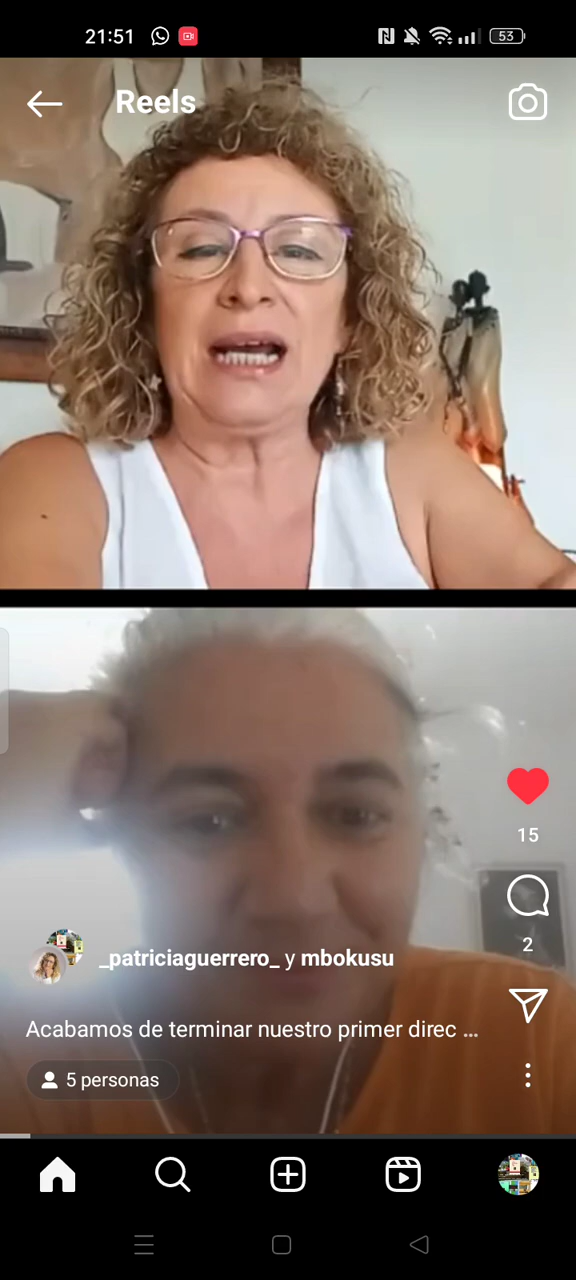 21:51
53
Reels
15
2
_patriciaguerrero_ y mbokusu
Acabamos de terminar nuestro primer direc ...
5 personas